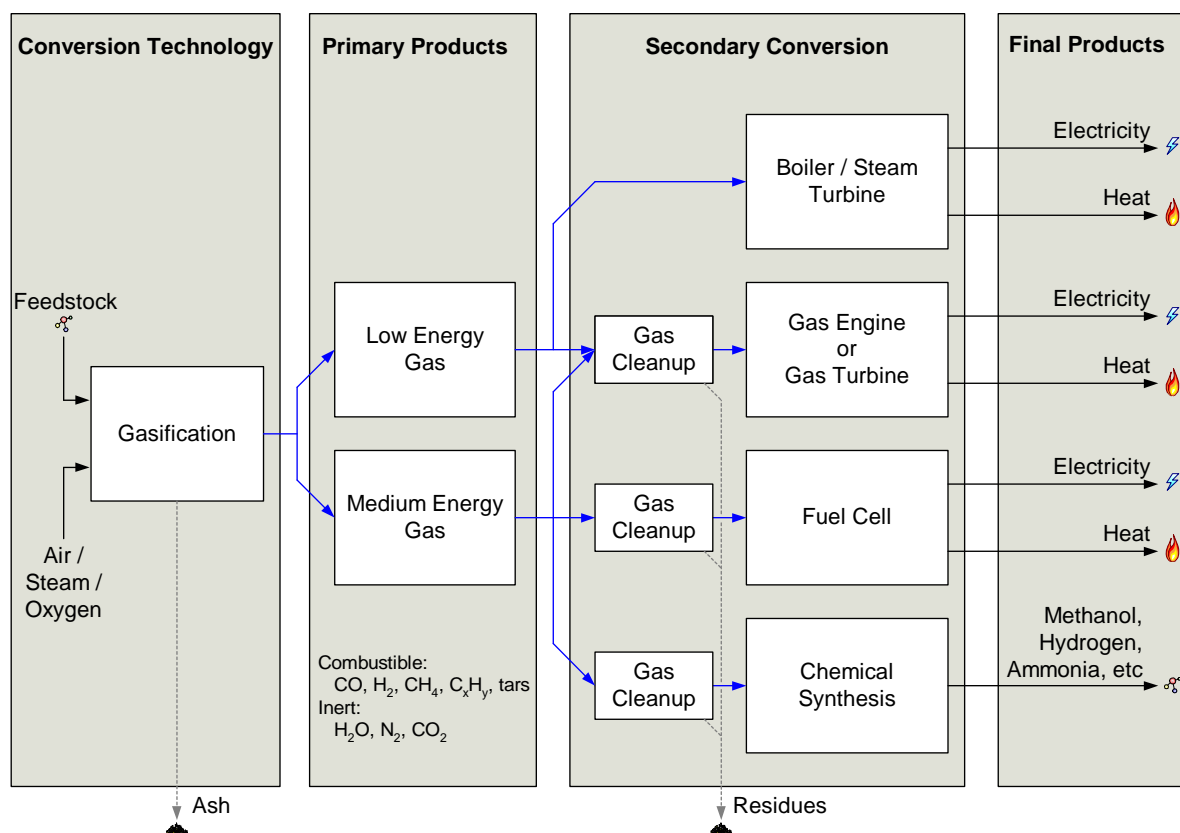 Conversion Technology
Primary Products
Secondary Conversion
Final Products
Feedstock
Air /
Steam /
Oxygen
Gasification
Ash
Low Energy
Gas
Medium Energy
Gas
Combustible:
CO, H₂, CH₄, CₓHᵧ, tars
Inert:
H₂O, N₂, CO₂
Boiler / Steam
Turbine
Gas
Cleanup
Gas Engine
or
Gas Turbine
Gas
Cleanup
Fuel Cell
Gas
Cleanup
Chemical
Synthesis
Residues
Electricity
Heat
Electricity
Heat
Electricity
Heat
Methanol,
Hydrogen,
Ammonia, etc